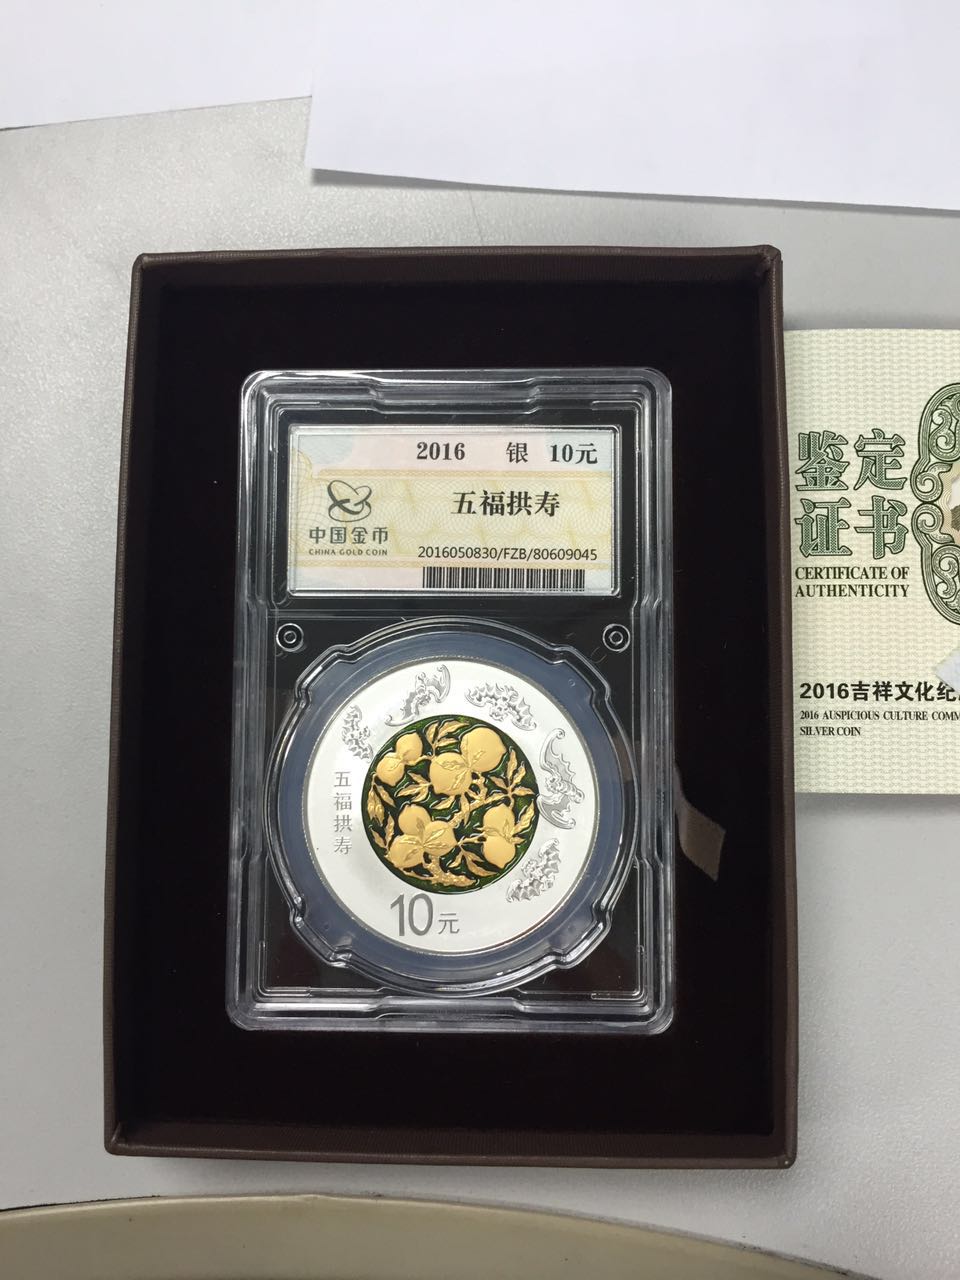 2016 银 10元
中国金币
CHINA GOLD COIN
五福拱寿
2016050830/FZB/80609045
五福拱寿
10元
鉴定
证书
CERTIFICATE OF
AUTHENTICITY
2016吉祥文化纪
2016 AUSPICIOUS CULTURE COMM
SILVER COIN